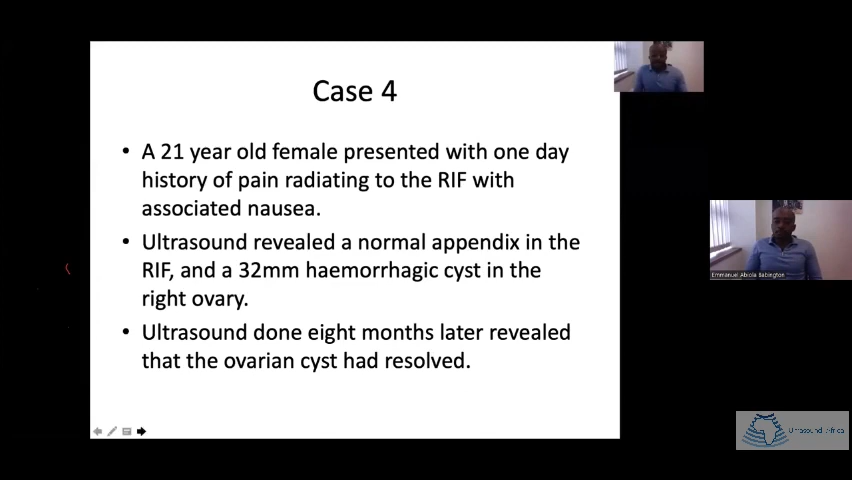 Case 4
• A 21 year old female presented with one day
history of pain radiating to the RIF with
associated nausea.
• Ultrasound revealed a normal appendix in the
RIF, and a 32mm haemorrhagic cyst in the
right ovary.
• Ultrasound done eight months later revealed
that the ovarian cyst had resolved.
Emmanuel Abiola Babington
Ultrasound Africa